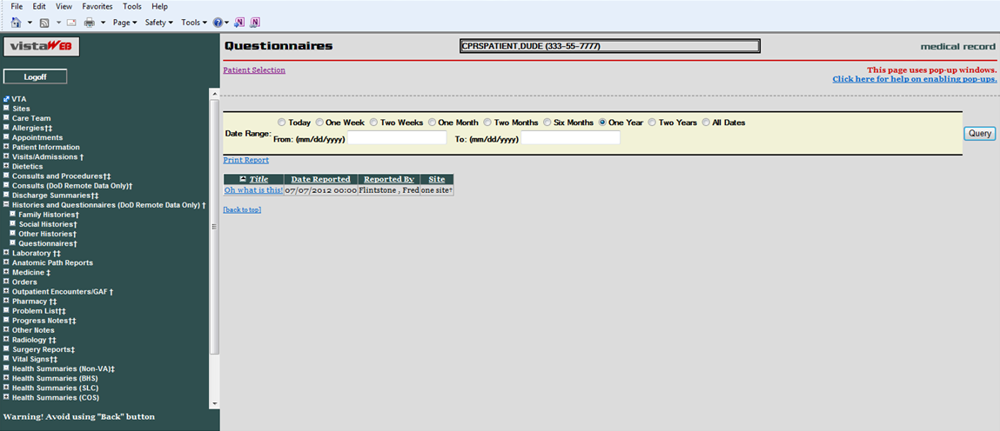 File Edit View Favorites Tools Help
Page Safety Tools
vistaWEB
Questionnaires
CPRSPATIENT,DUDE (333-55-7777)
medical record
Logoff
Patient Selection
This page uses pop-up windows.
Click here for help on enabling pop-ups.
VTA
Sites
Care Team
Allergies†‡
Appointments
Patient Information
Visits/Admissions †
Dietetics
Consults and Procedures†‡
Consults (DoD Remote Data Only)†
Discharge Summaries†‡
Histories and Questionnaires (DoD Remote Data Only) †
Family Histories†
Social Histories†
Other Histories†
Questionnaires†
Laboratory †‡
Anatomic Path Reports
Medicine ‡
Orders
Outpatient Encounters/GAF †
Pharmacy †‡
Problem List†‡
Progress Notes†‡
Other Notes
Radiology †‡
Surgery Reports‡
Vital Signs†‡
Health Summaries (Non-VA)‡
Health Summaries (BHS)
Health Summaries (SLC)
Health Summaries (COS)
Warning! Avoid using "Back" button
Today One Week Two Weeks One Month Two Months Six Months One Year Two Years All Dates
Date Range: From: (mm/dd/yyyy) To: (mm/dd/yyyy)
Query
Print Report
Title Date Reported Reported By Site
Oh what is this! 07/07/2012 00:00 Flintstone , Fred one site†
[back to top]